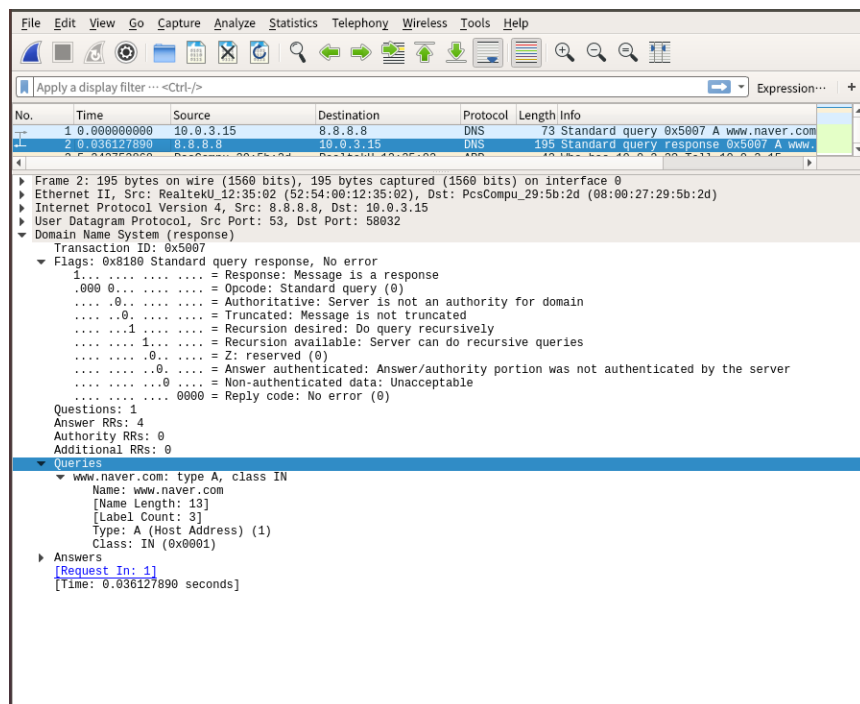 File Edit View Go Capture Analyze Statistics Telephony Wireless Tools Help
Apply a display filter ··· <Ctrl-/> Expression··· +
No. Time Source Destination Protocol Length Info
1 0.000000000 10.0.3.15 8.8.8.8 DNS 73 Standard query 0x5007 A www.naver.com
2 0.036127890 8.8.8.8 10.0.3.15 DNS 195 Standard query response 0x5007 A www.
Frame 2: 195 bytes on wire (1560 bits), 195 bytes captured (1560 bits) on interface 0
Ethernet II, Src: RealtekU_12:35:02 (52:54:00:12:35:02), Dst: PcsCompu_29:5b:2d (08:00:27:29:5b:2d)
Internet Protocol Version 4, Src: 8.8.8.8, Dst: 10.0.3.15
User Datagram Protocol, Src Port: 53, Dst Port: 58032
Domain Name System (response)
Transaction ID: 0x5007
Flags: 0x8180 Standard query response, No error
1... .... .... .... = Response: Message is a response
.000 0... .... .... = Opcode: Standard query (0)
.... .0.. .... .... = Authoritative: Server is not an authority for domain
.... ..0. .... .... = Truncated: Message is not truncated
.... ...1 .... .... = Recursion desired: Do query recursively
.... .... 1... .... = Recursion available: Server can do recursive queries
.... .... .0.. .... = Z: reserved (0)
.... .... ..0. .... = Answer authenticated: Answer/authority portion was not authenticated by the server
.... .... ...0 .... = Non-authenticated data: Unacceptable
.... .... .... 0000 = Reply code: No error (0)
Questions: 1
Answer RRs: 4
Authority RRs: 0
Additional RRs: 0
Queries
www.naver.com: type A, class IN
Name: www.naver.com
[Name Length: 13]
[Label Count: 3]
Type: A (Host Address) (1)
Class: IN (0x0001)
Answers
[Request In: 1]
[Time: 0.036127890 seconds]